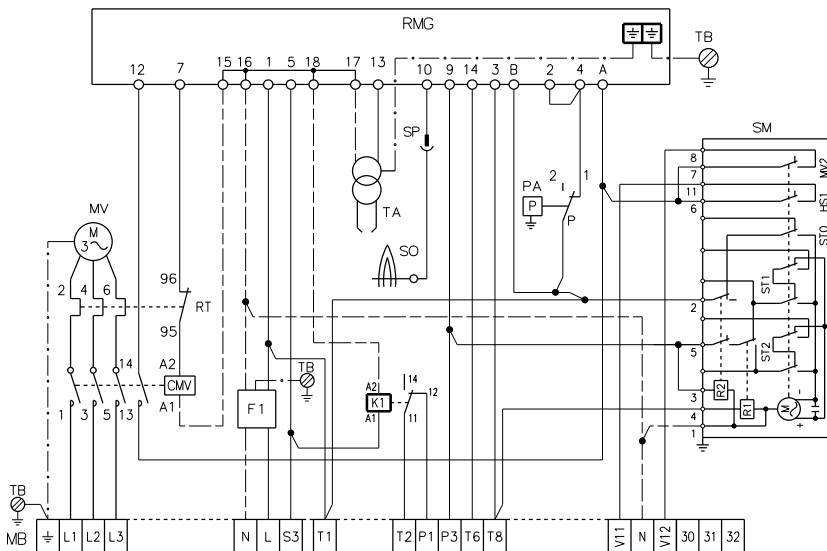 RMG
TB
12 7 15 16 1 5 18 17 13 10 9 14 3 B 2 4 A
SM
SP
8
MV2
7
2 1
11
HS1
PA
6
P
P
TA
MV
ST0
M
3
SO
96
ST1
2 4 6
RT
2
95
5
ST2
14
TB
A2
A2
14
CMV
K1
12
R2
3
R1
M
-
+
1 3 5 13
A1
F1
A1
11
4
1
TB
MB
L1 L2 L3 N L S3 T1 T2 P1 P3 T6 T8 V11 N V12 30 31 32